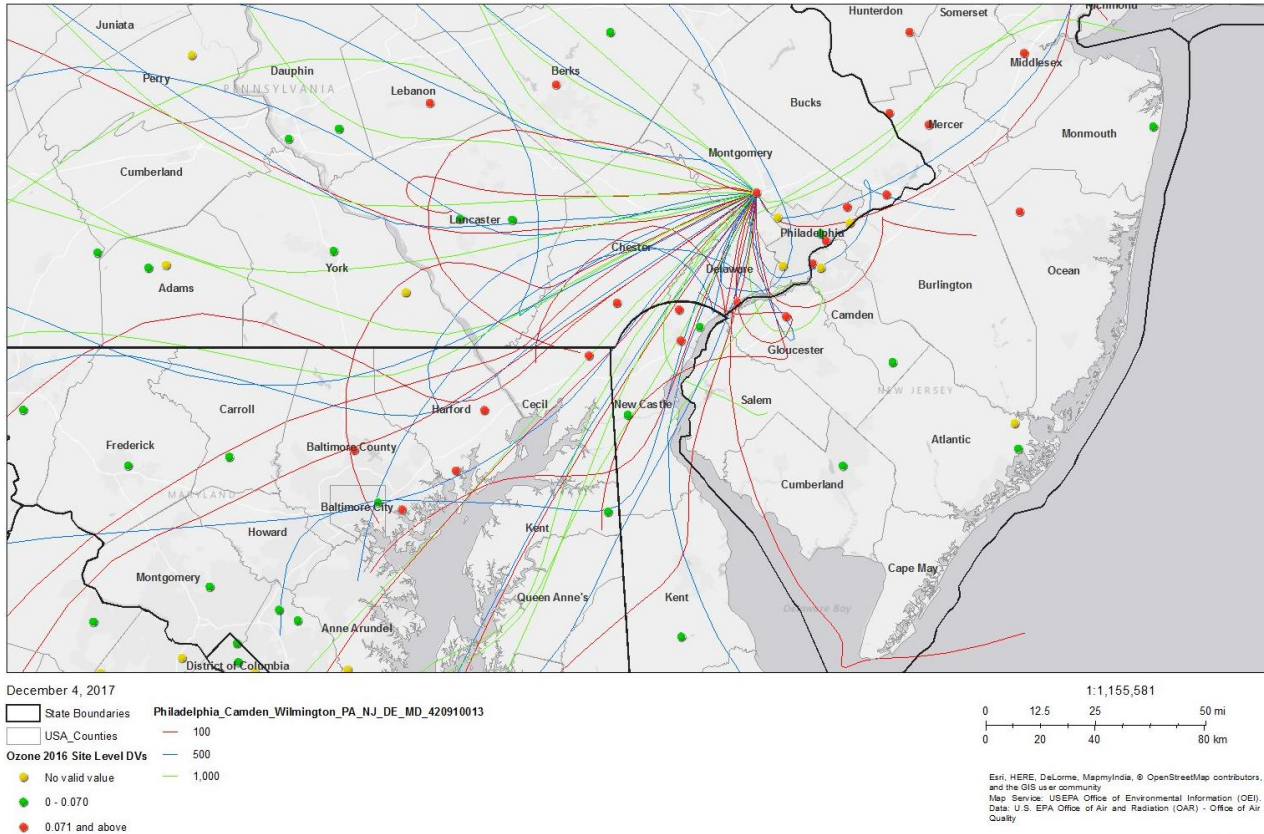 Juniata
Hunterdon
Somerset
Richmond
Perry
Dauphin
PENNSYLVANIA
Lebanon
Berks
Bucks
Middlesex
Mercer
Monmouth
Montgomery
Cumberland
Lancaster
Philadelphia
Chester
York
Delaware
Adams
Ocean
Burlington
Camden
Gloucester
NEW JERSEY
Carroll
Harford
Cecil
New Castle
Salem
Frederick
Baltimore County
Atlantic
MARYLAND
Cumberland
Baltimore City
Howard
Kent
Cape May
Montgomery
Queen Anne's
Kent
Delaware Bay
Anne Arundel
District of Columbia
December 4, 2017
State Boundaries
USA_Counties
Ozone 2016 Site Level DVs
No valid value
0 - 0.070
0.071 and above
Philadelphia_Camden_Wilmington_PA_NJ_DE_MD_420910013
100
500
1,000
1:1,155,581
0 12.5 25 50 mi
0 20 40 80 km
Esri, HERE, DeLorme, MapmyIndia, © OpenStreetMap contributors,
and the GIS user community
Map Service: USEPA Office of Environmental Information (OEI).
Data: U.S. EPA Office of Air and Radiation (OAR) - Office of Air
Quality